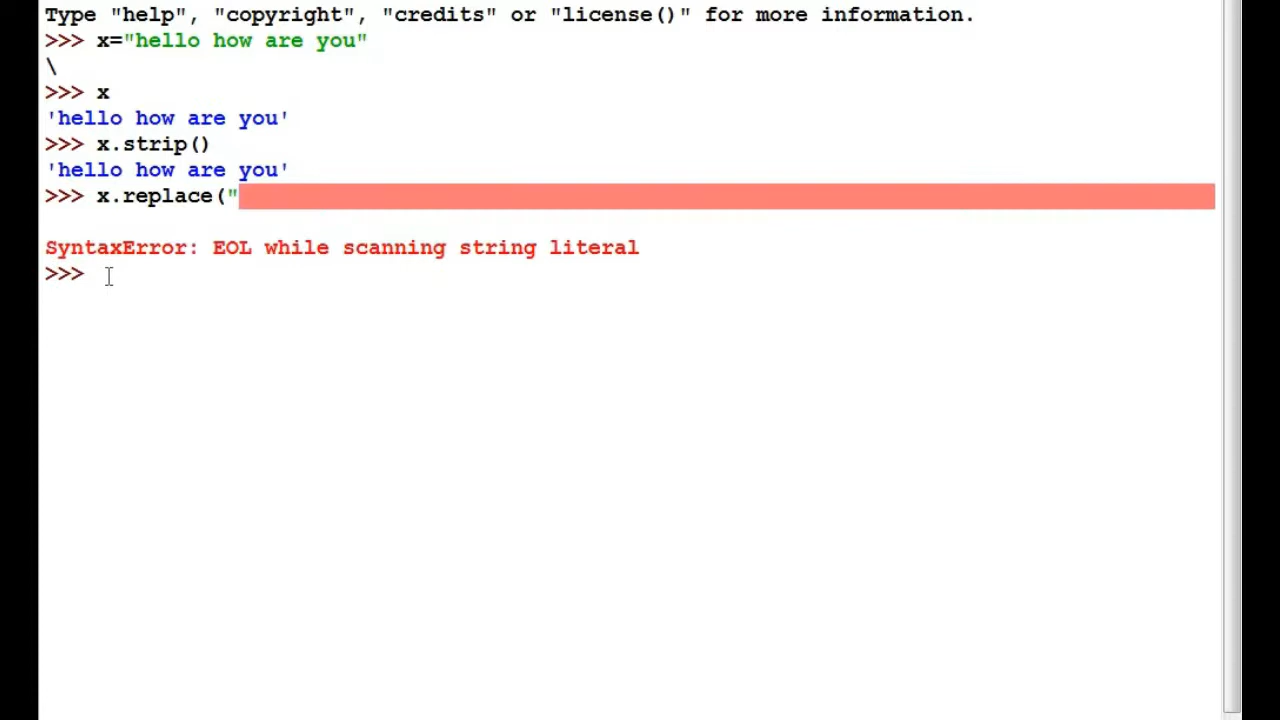 Type "help", "copyright", "credits" or "license()" for more information.
>>> x="hello how are you"
\
>>> x
'hello how are you'
>>> x.strip()
'hello how are you'
>>> x.replace("
SyntaxError: EOL while scanning string literal
>>>